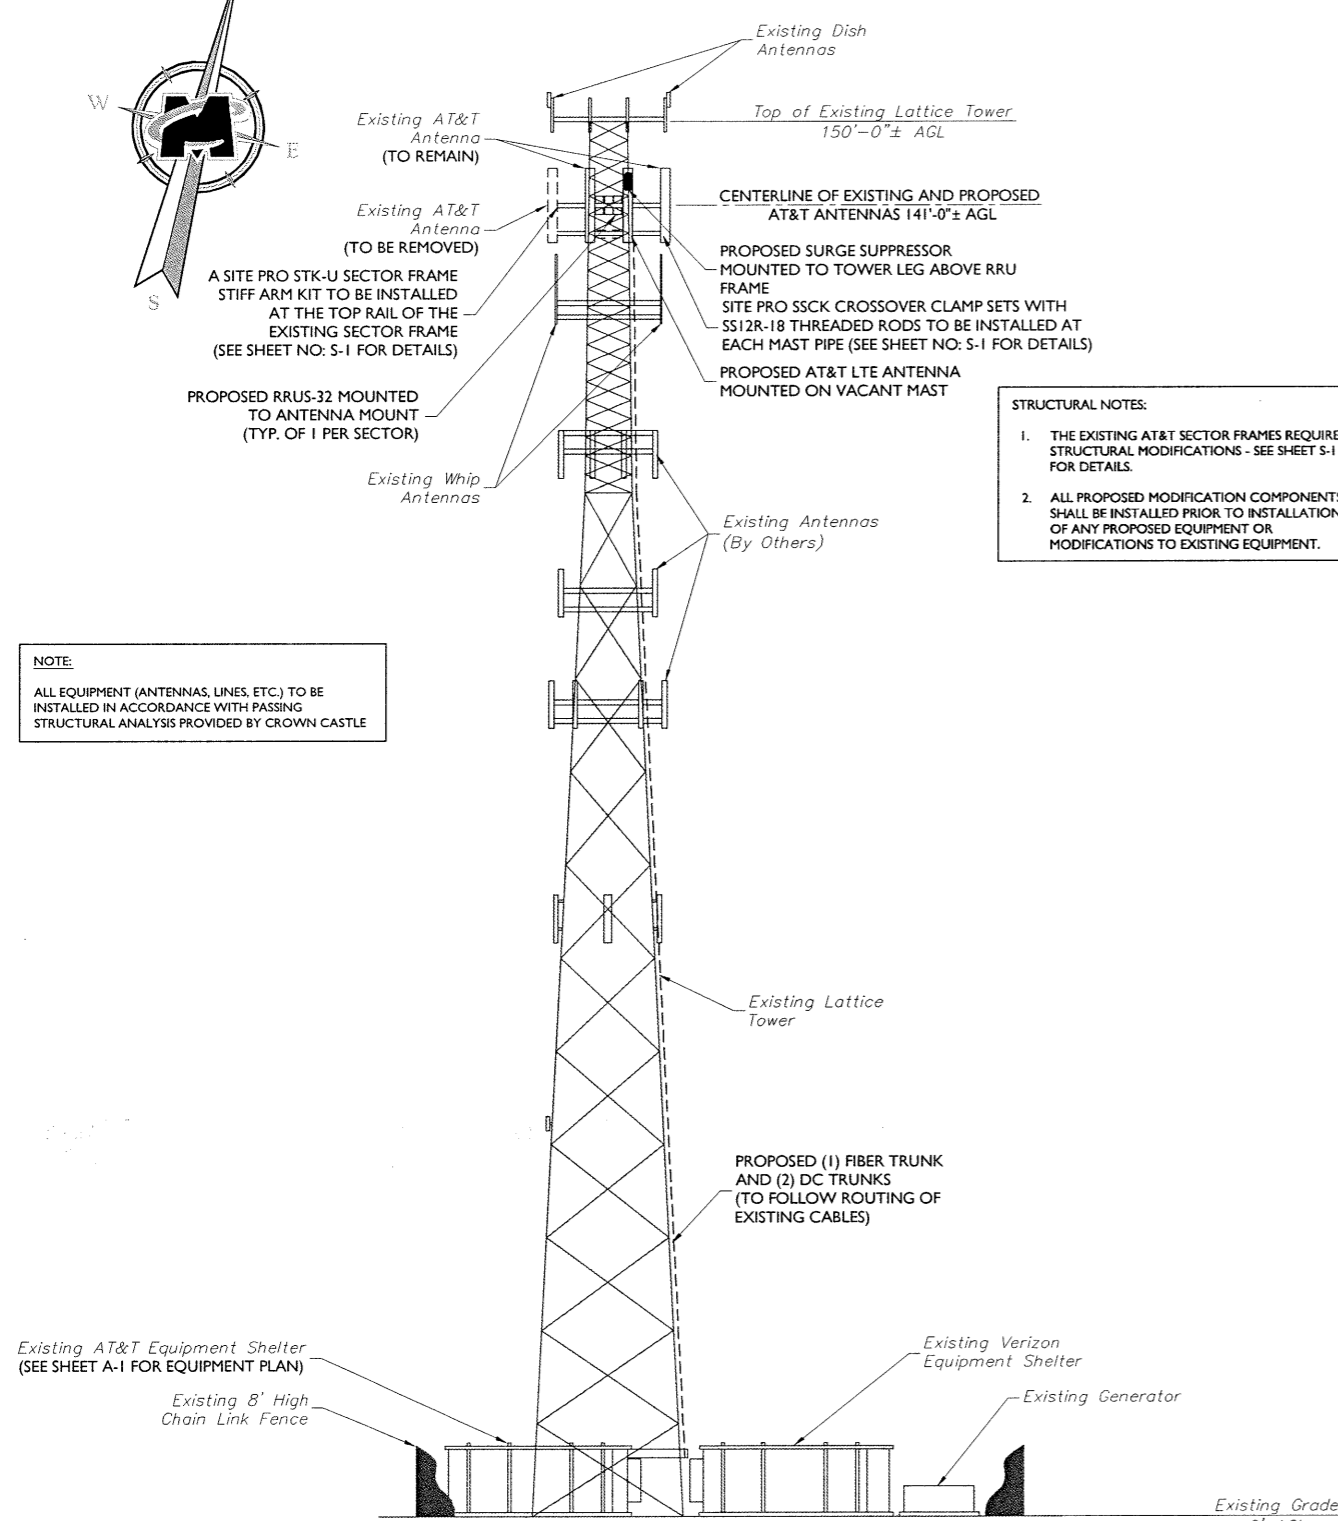 Existing Dish
Antennas
W
E
S
Existing AT&T
Antenna
(TO REMAIN)
Top of Existing Lattice Tower
150'-0"± AGL
Existing AT&T
Antenna
(TO BE REMOVED)
CENTERLINE OF EXISTING AND PROPOSED
AT&T ANTENNAS 141'-0"± AGL
A SITE PRO STK-U SECTOR FRAME
STIFF ARM KIT TO BE INSTALLED
AT THE TOP RAIL OF THE
EXISTING SECTOR FRAME
(SEE SHEET NO: S-1 FOR DETAILS)
PROPOSED SURGE SUPPRESSOR
MOUNTED TO TOWER LEG ABOVE RRU
FRAME
SITE PRO SSCK CROSSOVER CLAMP SETS WITH
SS12R-18 THREADED RODS TO BE INSTALLED AT
EACH MAST PIPE (SEE SHEET NO: S-1 FOR DETAILS)
PROPOSED AT&T LTE ANTENNA
MOUNTED ON VACANT MAST
PROPOSED RRUS-32 MOUNTED
TO ANTENNA MOUNT
(TYP. OF 1 PER SECTOR)
STRUCTURAL NOTES:
1. THE EXISTING AT&T SECTOR FRAMES REQUIRE
STRUCTURAL MODIFICATIONS - SEE SHEET S-1
FOR DETAILS.
2. ALL PROPOSED MODIFICATION COMPONENTS
SHALL BE INSTALLED PRIOR TO INSTALLATION
OF ANY PROPOSED EQUIPMENT OR
MODIFICATIONS TO EXISTING EQUIPMENT.
Existing Whip
Antennas
Existing Antennas
(By Others)
NOTE:
ALL EQUIPMENT (ANTENNAS, LINES, ETC.) TO BE
INSTALLED IN ACCORDANCE WITH PASSING
STRUCTURAL ANALYSIS PROVIDED BY CROWN CASTLE
Existing Lattice
Tower
PROPOSED (1) FIBER TRUNK
AND (2) DC TRUNKS
(TO FOLLOW ROUTING OF
EXISTING CABLES)
Existing AT&T Equipment Shelter
(SEE SHEET A-1 FOR EQUIPMENT PLAN)
Existing 8' High
Chain Link Fence
Existing Verizon
Equipment Shelter
Existing Generator
Existing Grade